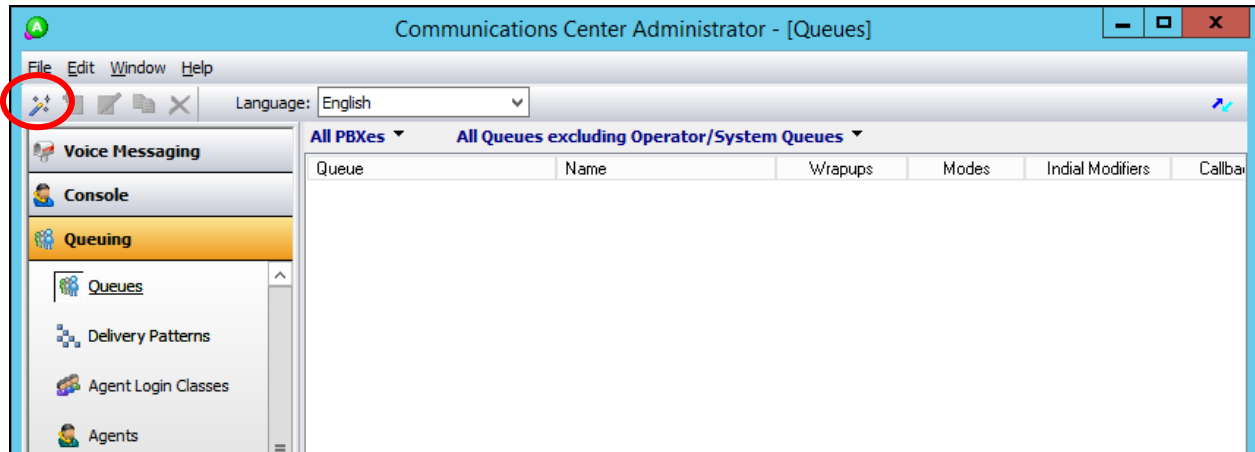 Communications Center Administrator - [Queues]
File Edit Window Help
Language: English
All PBXes All Queues excluding Operator/System Queues
Voice Messaging
Queue Name Wrapups Modes Indial Modifiers Callba
Console
Queuing
Queues
Delivery Patterns
Agent Login Classes
Agents